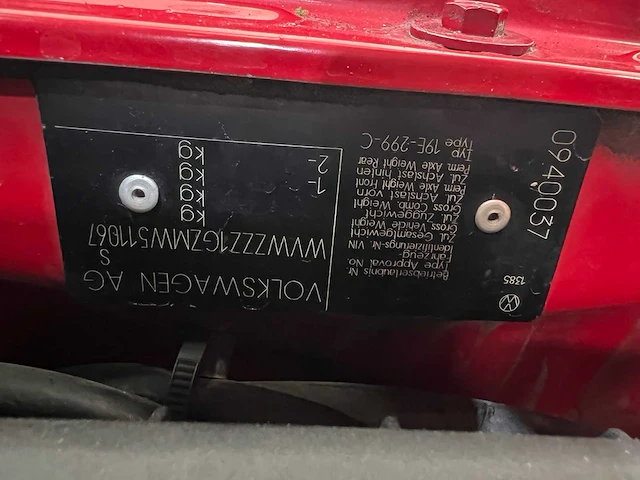 1385
VOLKSWAGEN AG
Betriebserlaubnis Nr.
Type Approval No.
S
Fahrzeug-
Identifizierungs-Nr. VIN
WVWZZZ1GZMW511067
Zul. Gesamtgewicht
Gross Vehicle Weight
kg
Zul. Zuggewicht
Gross Comb. Weight
kg
Zul. Achslast vorn
Perm. Axle Weight Front
1- kg
Zul. Achslast hinten
Perm. Axle Weight Rear
2- kg
Typ
Type 19E-299-C
0940037